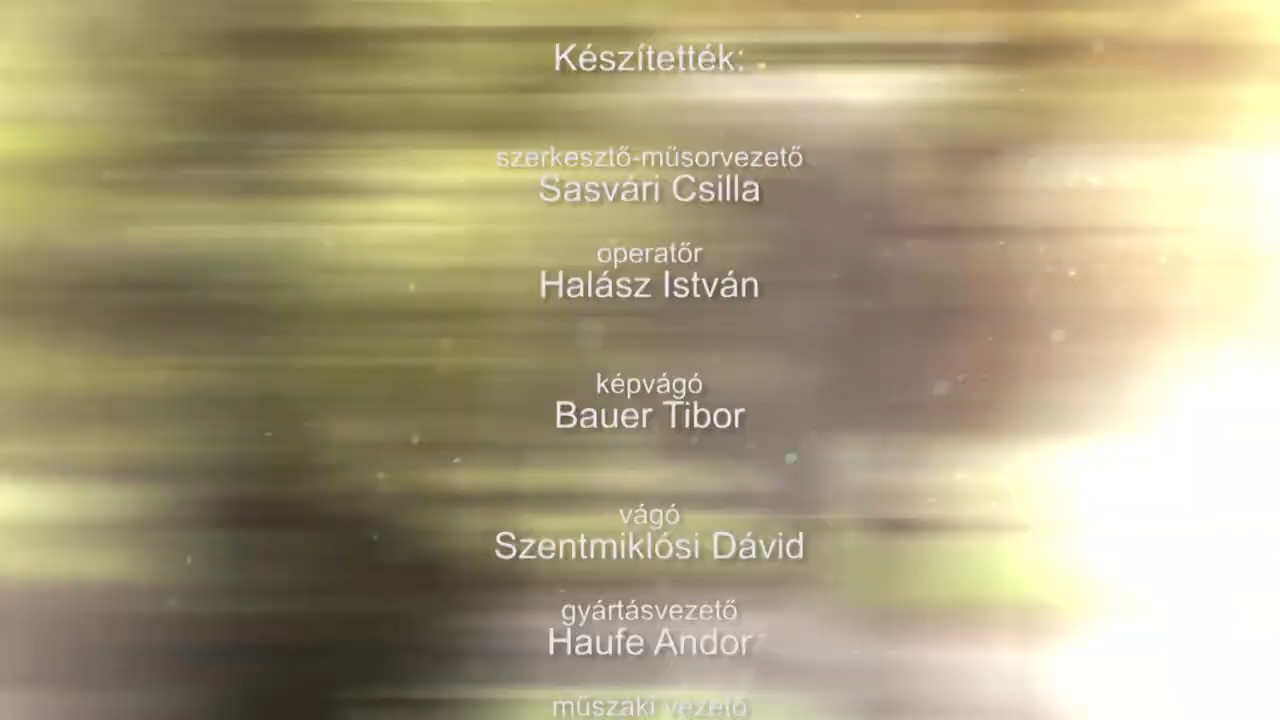 Készítették:
szerkesztő-műsorvezető
Sasvári Csilla
operatőr
Halász István
képvágó
Bauer Tibor
vágó
Szentmiklósi Dávid
gyártásvezető
Haufe Andor
műszaki vezető